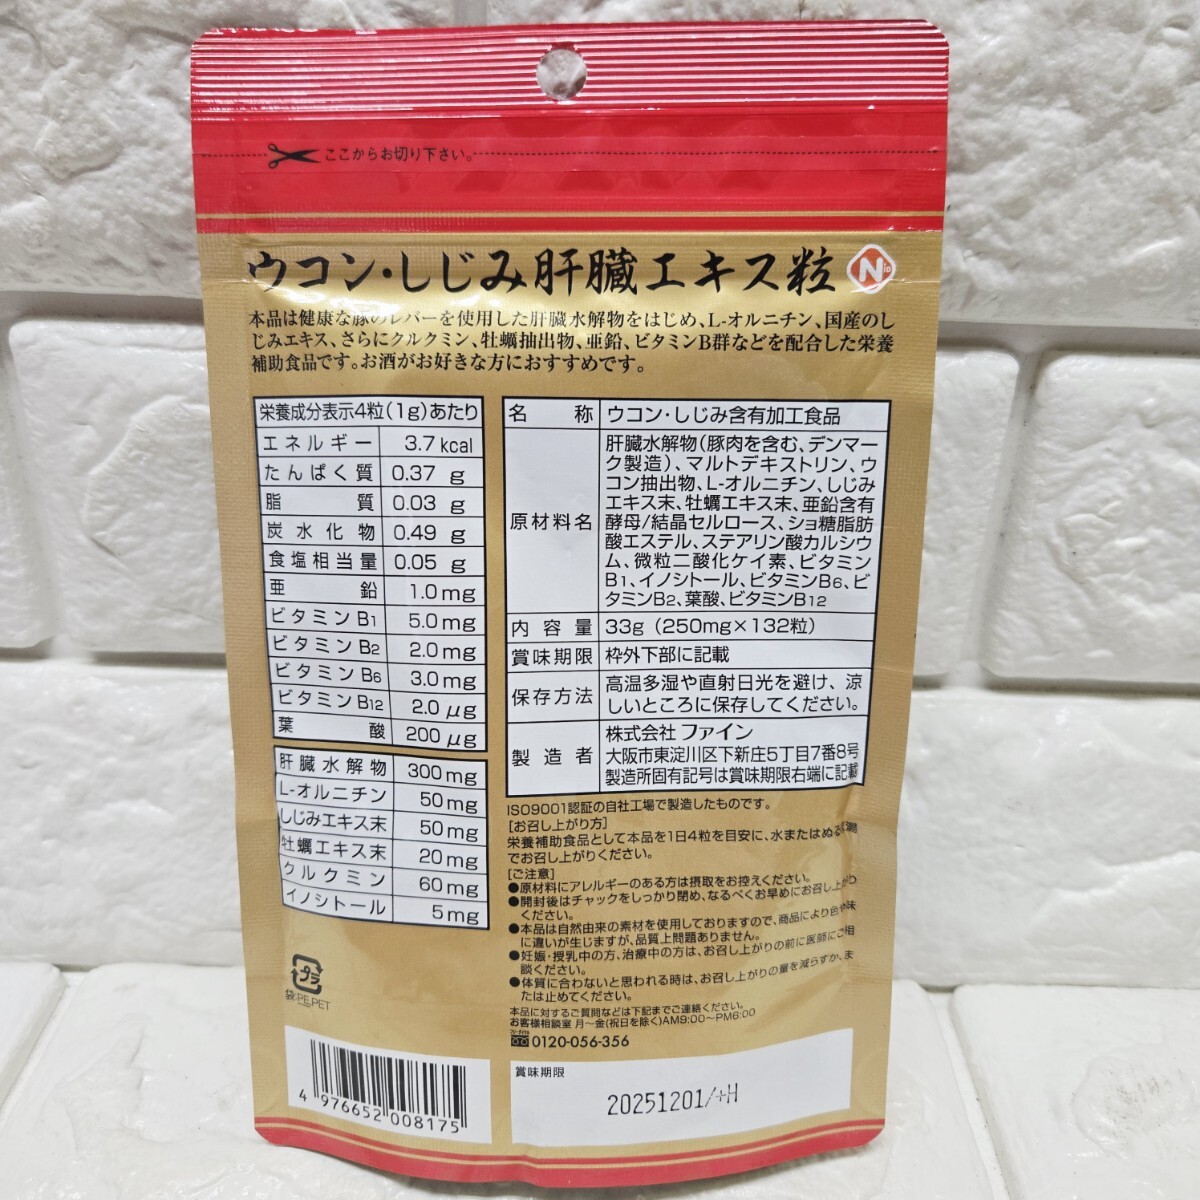 ここからお切り下さい。
ウコン・しじみ肝臓エキス粒
Nio
本品は健康な豚のレバーを使用した肝臓水解物をはじめ、L-オルニチン、国産のし
じみエキス、さらにクルクミン、牡蠣抽出物、亜鉛、ビタミンB群などを配合した栄養
補助食品です。お酒がお好きな方におすすめです。
栄養成分表示4粒(1g)あたり
エネルギー 3.7kcal
たんぱく質 0.37 g
脂質 0.03 g
炭水化物 0.49 g
食塩相当量 0.05 g
亜鉛 1.0mg
ビタミンB1 5.0mg
ビタミンB2 2.0mg
ビタミンB6 3.0mg
ビタミンB12 2.0μg
葉酸 200μg
肝臓水解物 300mg
L-オルニチン 50mg
しじみエキス末 50mg
牡蠣エキス末 20mg
クルクミン 60mg
イノシトール 5mg
名称 ウコン・しじみ含有加工食品
原材料名
肝臓水解物(豚肉を含む、デンマー
ク製造)、マルトデキストリン、ウ
コン抽出物、L-オルニチン、しじみ
エキス末、牡蠣エキス末、亜鉛含有
酵母/結晶セルロース、ショ糖脂肪
酸エステル、ステアリン酸カルシウ
ム、微粒二酸化ケイ素、ビタミン
B1、イノシトール、ビタミンB6、ビ
タミンB2、葉酸、ビタミンB12
内容量 33g (250mg×132粒)
賞味期限 枠外下部に記載
保存方法
高温多湿や直射日光を避け、涼
しいところに保存してください。
製造者
株式会社 ファイン
大阪市東淀川区下新庄5丁目7番8号
製造所固有記号は賞味期限右端に記載
ISO9001認証の自社工場で製造したものです。
[お召し上がり方]
栄養補助食品として本品を1日4粒を目安に、水またはぬるま湯
でお召し上がりください。
[ご注意]
●原材料にアレルギーのある方は摂取をお控えください。
●開封後はチャックをしっかり閉め、なるべくお早めにお召し上がり
ください。
●本品は自然由来の素材を使用しておりますので、商品により色や味
に違いが生じますが、品質上問題ありません。
●妊娠・授乳中の方、治療中の方は、お召し上がりの前に医師にご相
談ください。
●体質に合わないと思われる時は、お召し上がりの量を減らすか、ま
たは止めてください。
本品に対するご質問などは下記までご連絡ください。
お客様相談室 月〜金(祝日を除く)AM9:00〜PM6:00
0120-056-356
プラ
袋:PE,PET
4 976652 008175
賞味期限
20251201/+H